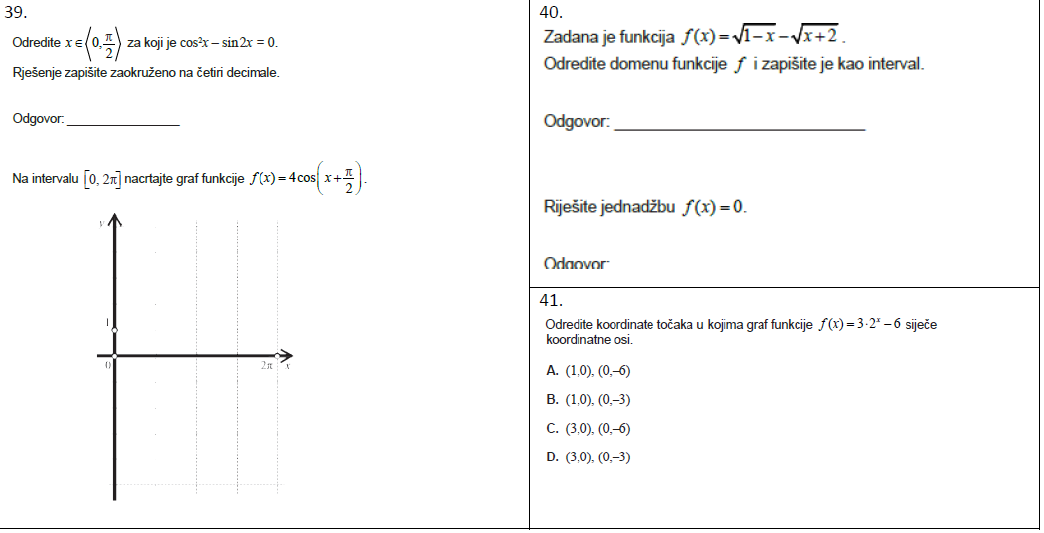 39.
Odredite x ∈ ⟨0, π/2⟩ za koji je cos²x – sin2x = 0.
Rješenje zapišite zaokruženo na četiri decimale.
Odgovor: ________________
Na intervalu [0, 2π] nacrtajte graf funkcije f(x) = 4cos(x + π/2).
y
1
0
2π
x
40.
Zadana je funkcija f(x) = √(1−x) − √(x+2) .
Odredite domenu funkcije f i zapišite je kao interval.
Odgovor: ________________________
Riješite jednadžbu f(x) = 0.
Odgovor:
41.
Odredite koordinate točaka u kojima graf funkcije f(x) = 3·2ˣ − 6 siječe
koordinatne osi.
A. (1,0), (0,–6)
B. (1,0), (0,–3)
C. (3,0), (0,–6)
D. (3,0), (0,–3)